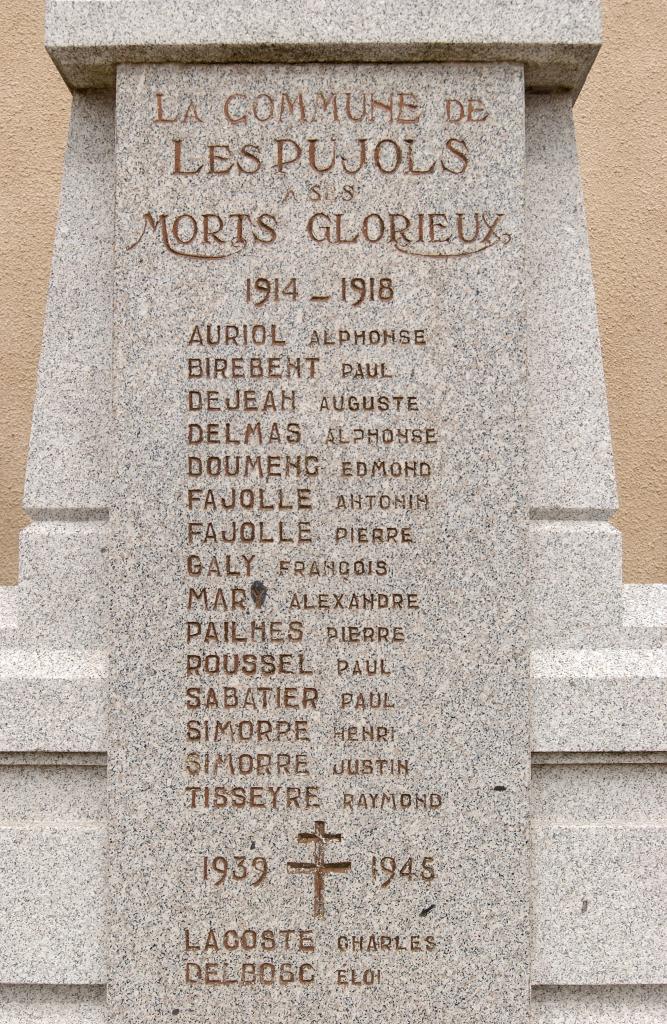 LA COMMUNE DE
LES PUJOLS
A SES
MORTS GLORIEUX
1914 - 1918
AURIOL ALPHONSE
BIREBENT PAUL
DEJEAN AUGUSTE
DELMAS ALPHONSE
DOUMENC EDMOND
FAJOLLE ANTONIN
FAJOLLE PIERRE
GALY FRANÇOIS
MARY ALEXANDRE
PAILHES PIERRE
ROUSSEL PAUL
SABATIER PAUL
SIMORRE HENRI
SIMORRE JUSTIN
TISSEYRE RAYMOND
1939 1945
LACOSTE CHARLES
DELBOSC ELOI